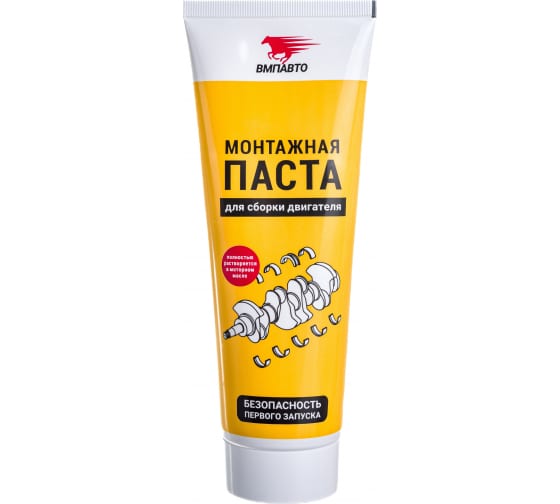 ВМПАВТО
МОНТАЖНАЯ
ПАСТА
для сборки двигателя
полностью
растворяется
в моторном
масле
БЕЗОПАСНОСТЬ
ПЕРВОГО ЗАПУСКА